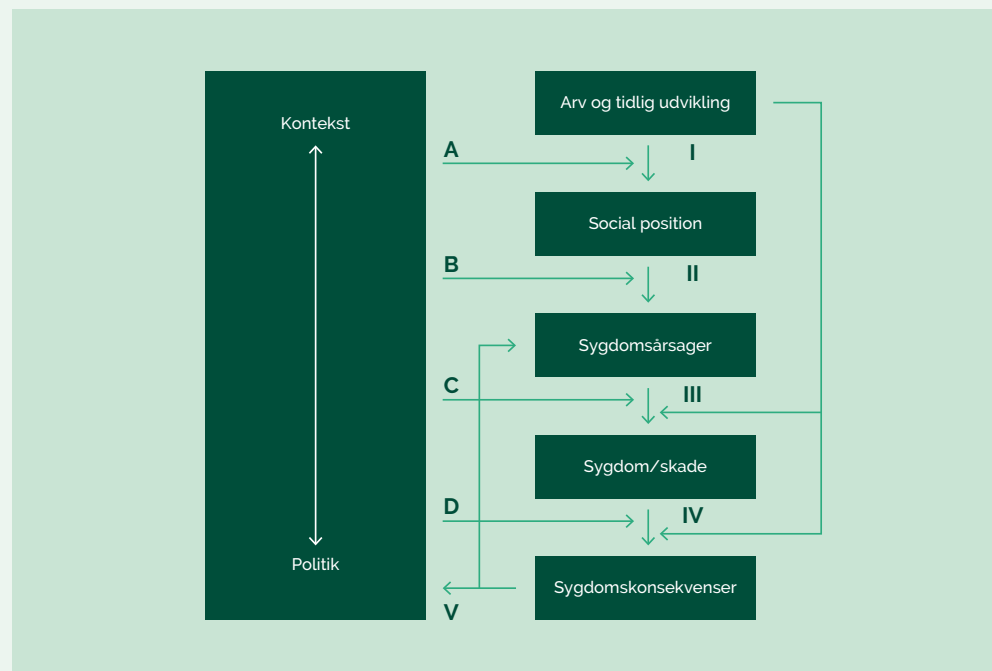 Kontekst
Politik
Arv og tidlig udvikling
A
I
Social position
B
II
Sygdomsårsager
C
III
Sygdom/skade
D
IV
Sygdomskonsekvenser
V